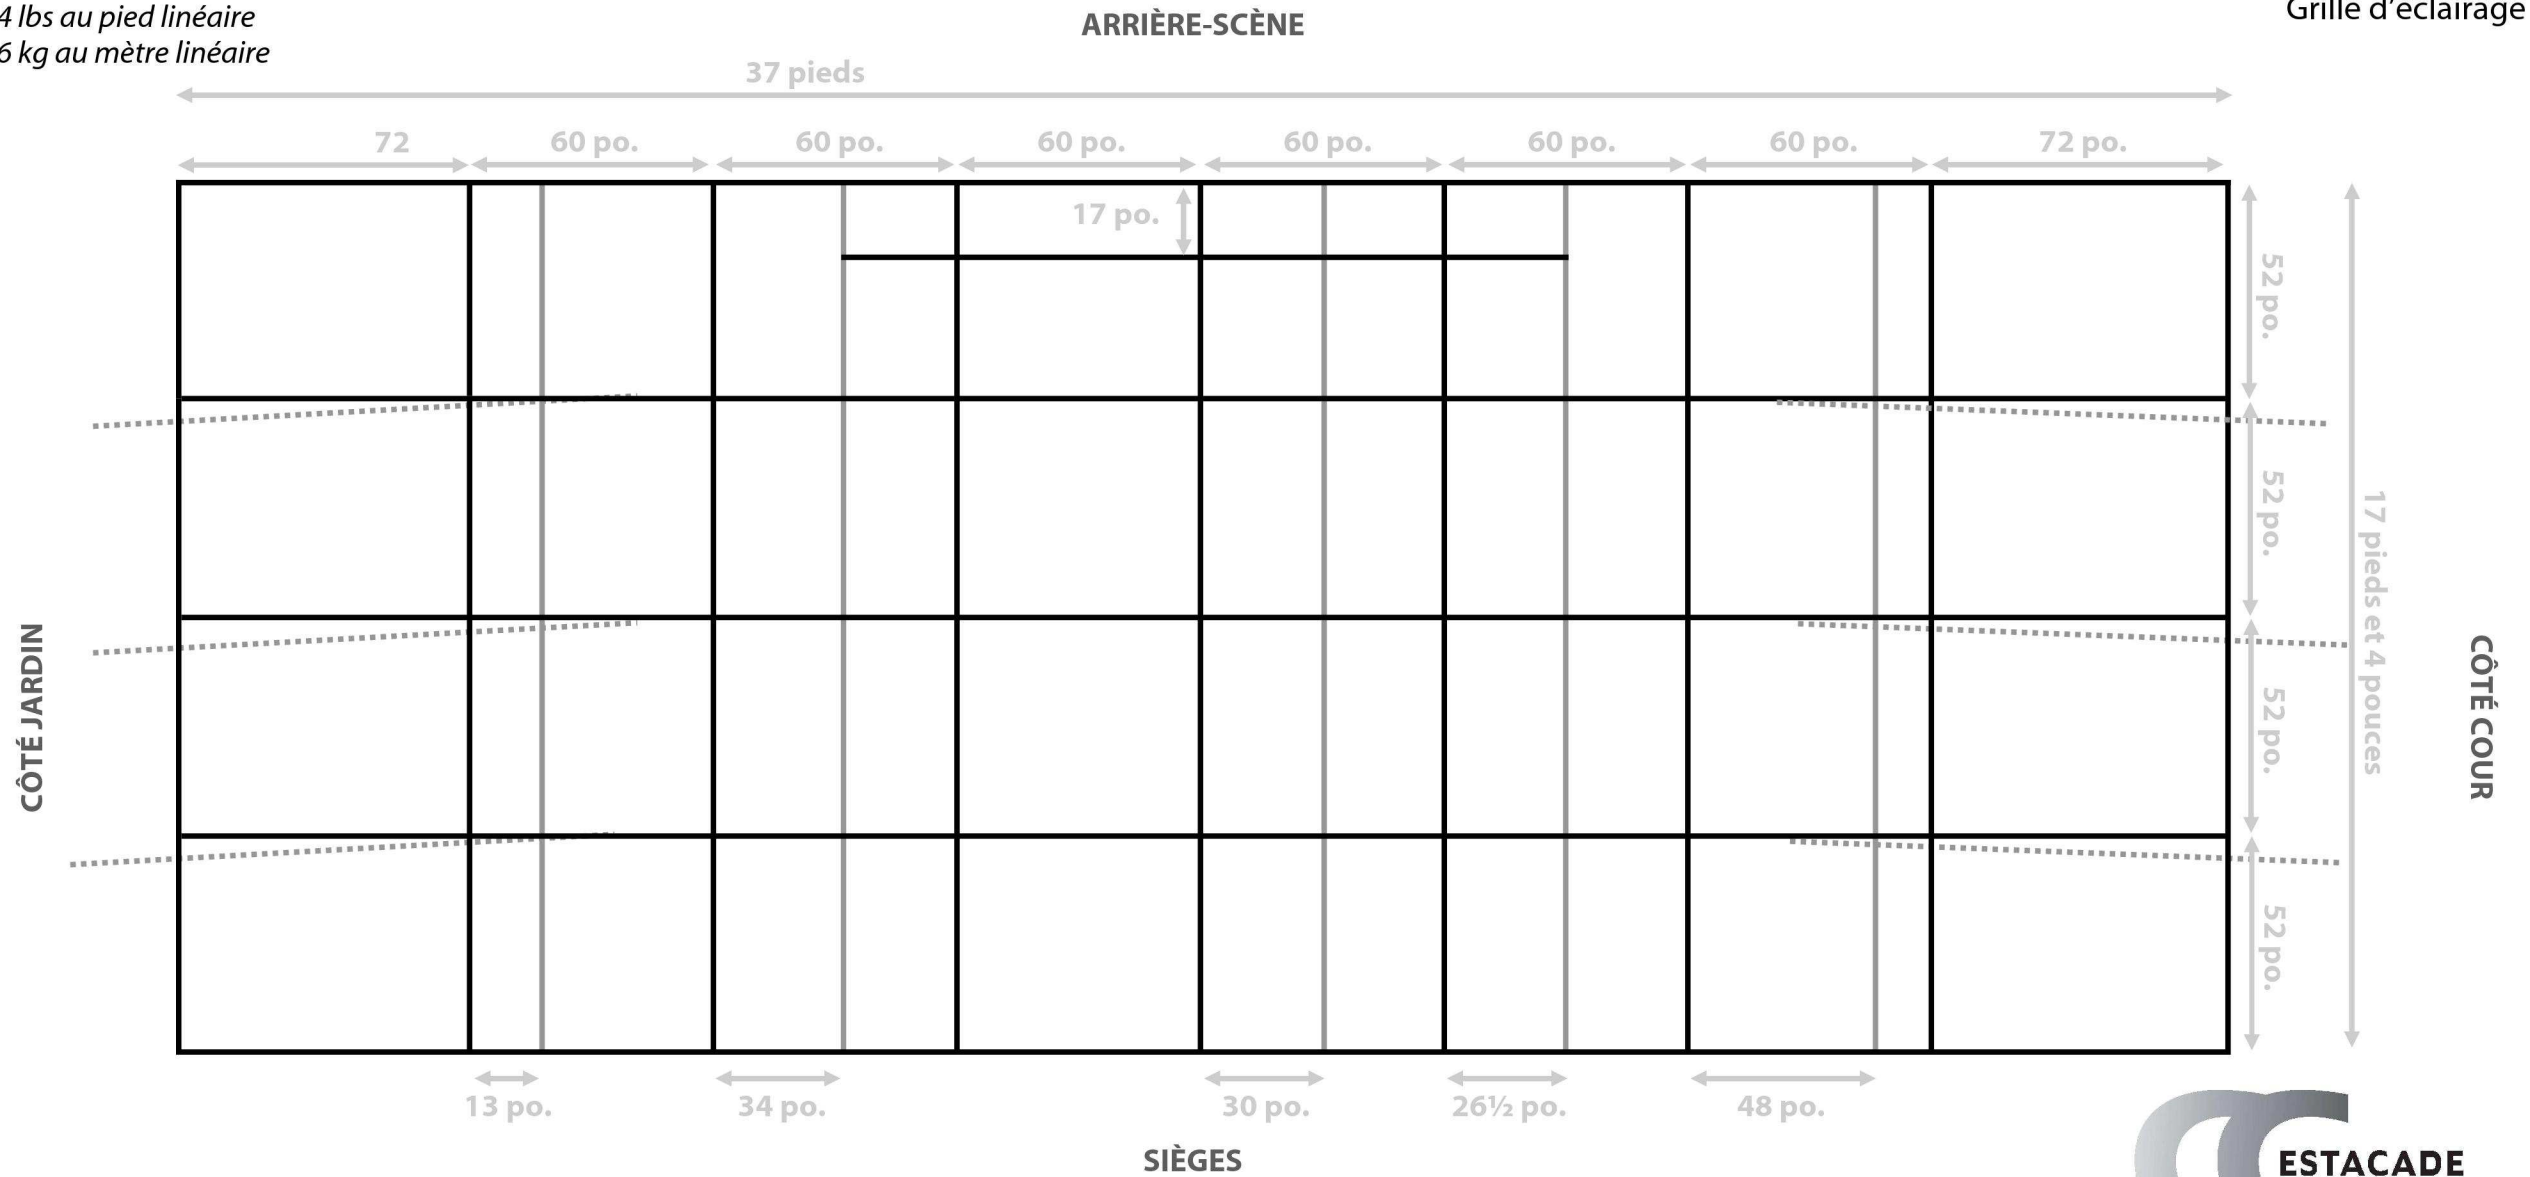 4 lbs au pied linéaire
6 kg au mètre linéaire
ARRIÈRE-SCÈNE
Grille d'éclairage
37 pieds
72
60 po.
60 po.
60 po.
60 po.
60 po.
60 po.
72 po.
17 po.
52 po.
52 po.
17 pieds et 4 pouces
CÔTÉ JARDIN
CÔTÉ COUR
52 po.
52 po.
13 po.
34 po.
30 po.
26½ po.
48 po.
SIÈGES
ESTACADE